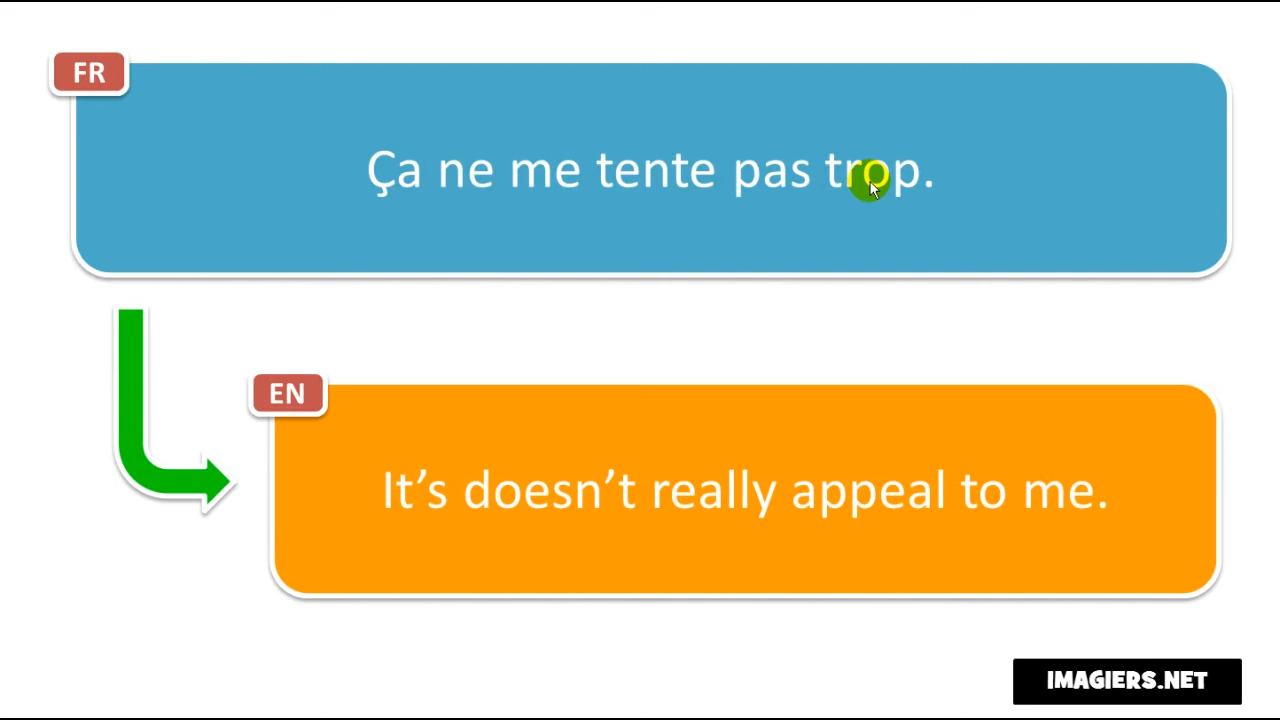 FR
Ça ne me tente pas trop.
EN
It’s doesn’t really appeal to me.
IMAGIERS.NET